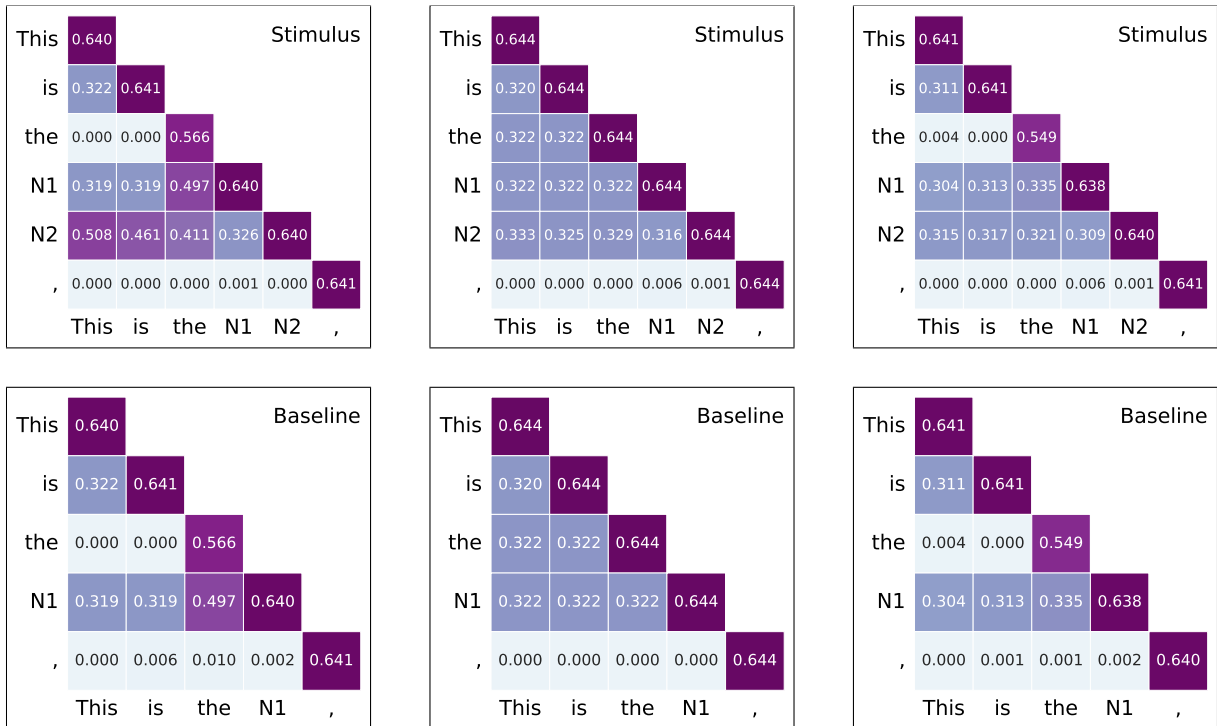 This 0.640 Stimulus
is 0.322 0.641
the 0.000 0.000 0.566
N1 0.319 0.319 0.497 0.640
N2 0.508 0.461 0.411 0.326 0.640
, 0.000 0.000 0.000 0.001 0.000 0.641
This is the N1 N2 ,
This 0.644 Stimulus
is 0.320 0.644
the 0.322 0.322 0.644
N1 0.322 0.322 0.322 0.644
N2 0.333 0.325 0.329 0.316 0.644
, 0.000 0.000 0.000 0.006 0.001 0.644
This is the N1 N2 ,
This 0.641 Stimulus
is 0.311 0.641
the 0.004 0.000 0.549
N1 0.304 0.313 0.335 0.638
N2 0.315 0.317 0.321 0.309 0.640
, 0.000 0.000 0.000 0.006 0.001 0.641
This is the N1 N2 ,
This 0.640 Baseline
is 0.322 0.641
the 0.000 0.000 0.566
N1 0.319 0.319 0.497 0.640
, 0.000 0.006 0.010 0.002 0.641
This is the N1 ,
This 0.644 Baseline
is 0.320 0.644
the 0.322 0.322 0.644
N1 0.322 0.322 0.322 0.644
, 0.000 0.000 0.000 0.000 0.644
This is the N1 ,
This 0.641 Baseline
is 0.311 0.641
the 0.004 0.000 0.549
N1 0.304 0.313 0.335 0.638
, 0.000 0.001 0.001 0.002 0.640
This is the N1 ,